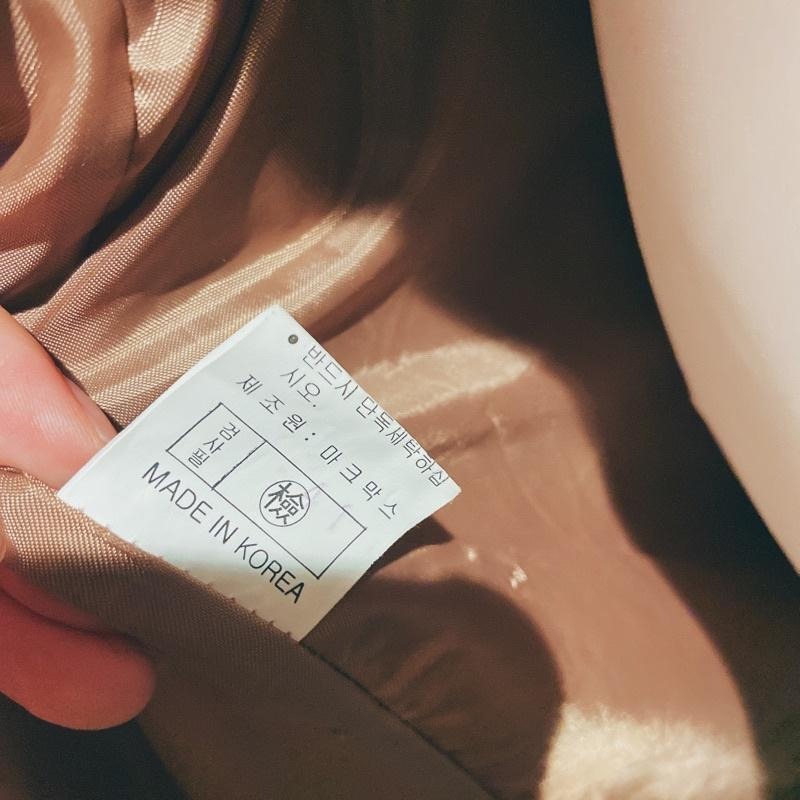 ● 반드시 단독세탁하십
시오.
제 조 원 : 마 크 막 스
검
사
필
檢
MADE IN KOREA